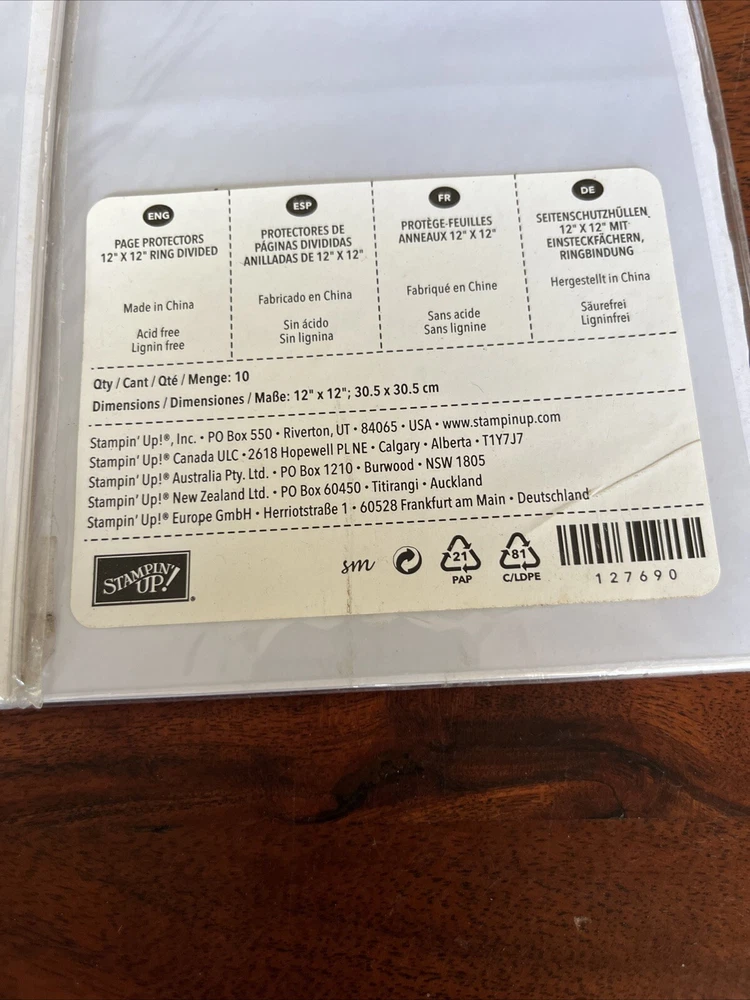 ENG
PAGE PROTECTORS
12" X 12" RING DIVIDED
Made in China
Acid free
Lignin free
ESP
PROTECTORES DE
PÁGINAS DIVIDIDAS
ANILLADAS DE 12" X 12"
Fabricado en China
Sin ácido
Sin lignina
FR
PROTÈGE-FEUILLES
ANNEAUX 12" X 12"
Fabriqué en Chine
Sans acide
Sans lignine
DE
SEITENSCHUTZHÜLLEN,
12" X 12" MIT
EINSTECKFÄCHERN,
RINGBINDUNG
Hergestellt in China
Säurefrei
Ligninfrei
Qty / Cant / Qté / Menge: 10
Dimensions / Dimensiones / Maße: 12" x 12"; 30.5 x 30.5 cm
Stampin' Up!®, Inc. • PO Box 550 • Riverton, UT • 84065 • USA • www.stampinup.com
Stampin' Up!® Canada ULC • 2618 Hopewell PL NE • Calgary • Alberta • T1Y7J7
Stampin' Up!® Australia Pty. Ltd. • PO Box 1210 • Burwood • NSW 1805
Stampin' Up!® New Zealand Ltd. • PO Box 60450 • Titirangi • Auckland
Stampin' Up!® Europe GmbH • Herriotstraße 1 • 60528 Frankfurt am Main • Deutschland
STAMPIN'
UP!®
sm
21
PAP
81
C/LDPE
127690